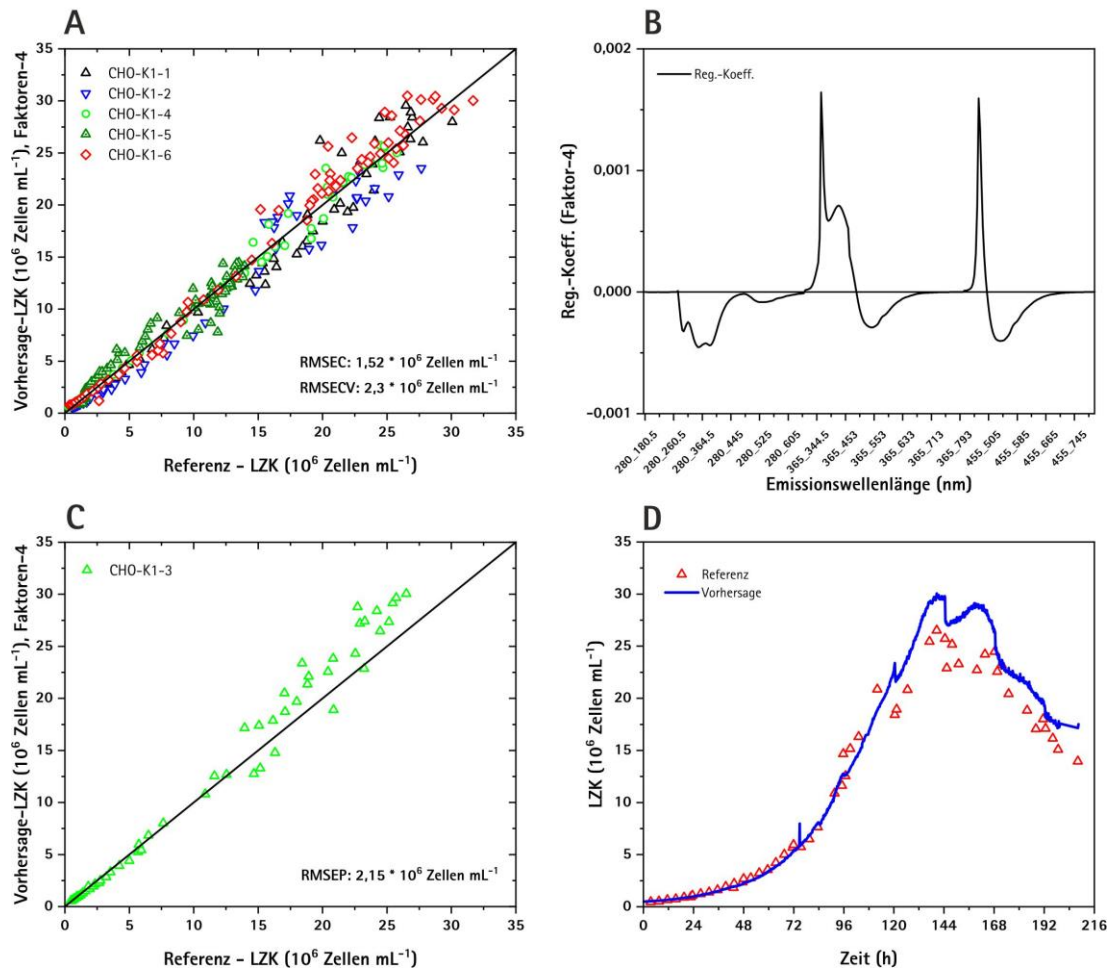 A
Vorhersage-LZK (10⁶ Zellen mL⁻¹), Faktoren-4
35
30
25
20
15
10
5
0
CHO-K1-1
CHO-K1-2
CHO-K1-4
CHO-K1-5
CHO-K1-6
RMSEC: 1,52 * 10⁶ Zellen mL⁻¹
RMSECV: 2,3 * 10⁶ Zellen mL⁻¹
0 5 10 15 20 25 30 35
Referenz - LZK (10⁶ Zellen mL⁻¹)
B
Reg.-Koeff. (Faktor-4)
0,002
0,001
0,000
−0,001
Reg.-Koeff.
280_180.5 280_260.5 280_364.5 280_445 280_525 280_605 365_344.5 365_453 365_553 365_633 365_713 365_793 455_505 455_585 455_665 455_745
Emissionswellenlänge (nm)
C
Vorhersage-LZK (10⁶ Zellen mL⁻¹), Faktoren-4
35
30
25
20
15
10
5
0
CHO-K1-3
RMSEP: 2,15 * 10⁶ Zellen mL⁻¹
0 5 10 15 20 25 30 35
Referenz - LZK (10⁶ Zellen mL⁻¹)
D
LZK (10⁶ Zellen mL⁻¹)
35
30
25
20
15
10
5
0
Referenz
Vorhersage
0 24 48 72 96 120 144 168 192 216
Zeit (h)